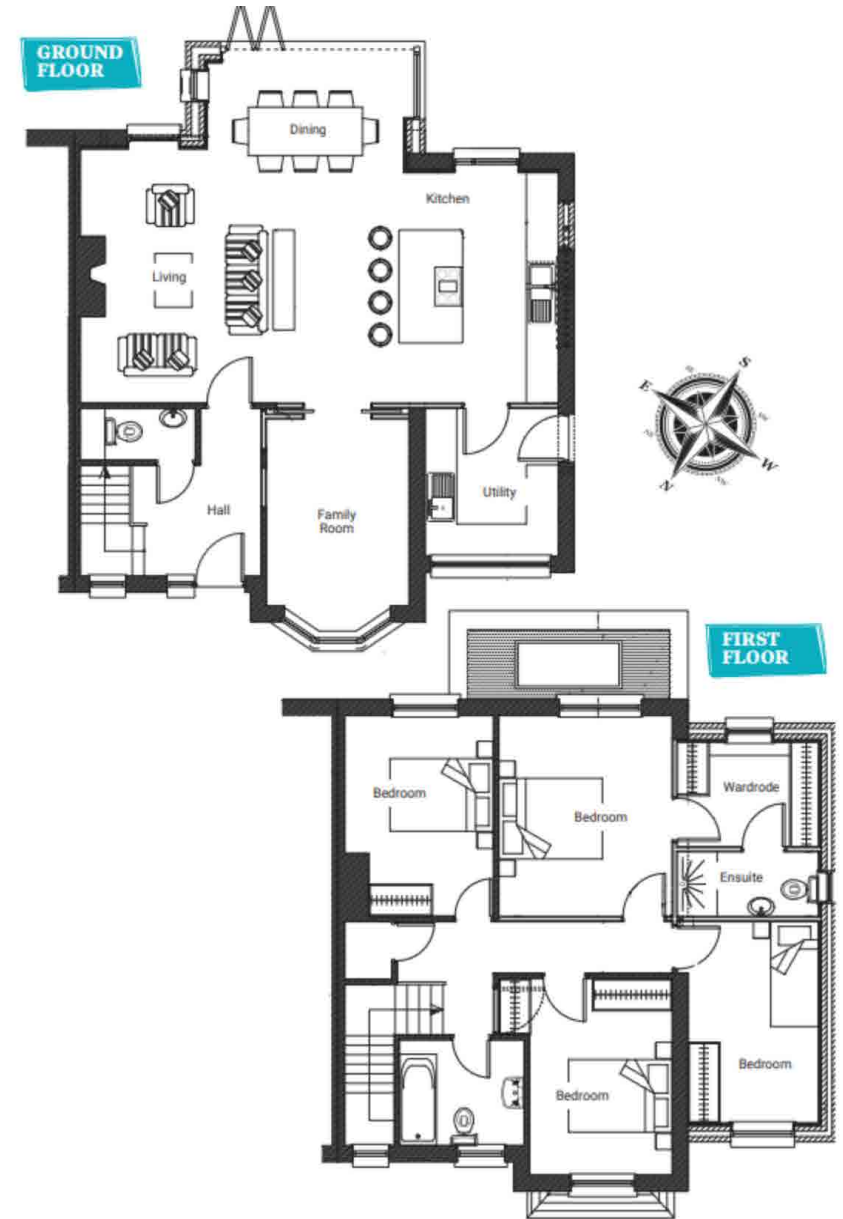 GROUND
FLOOR
Dining
Kitchen
Living
S
E
W
N
Hall
Family
Room
Utility
FIRST
FLOOR
Bedroom
Bedroom
Wardrode
Ensuite
Bedroom
Bedroom